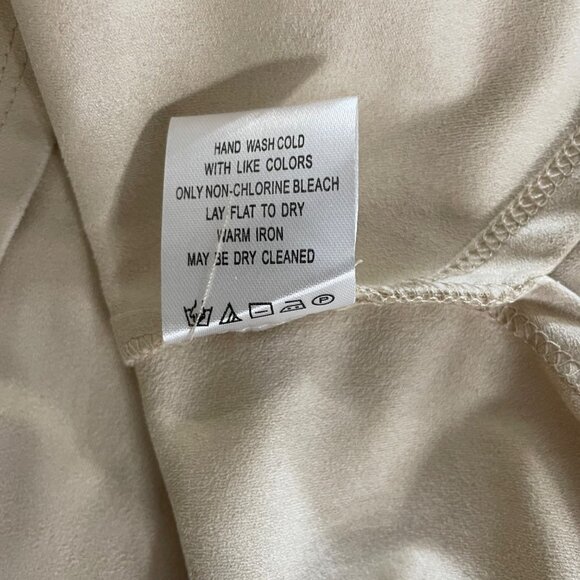 HAND WASH COLD
WITH LIKE COLORS
ONLY NON-CHLORINE BLEACH
LAY FLAT TO DRY
WARM IRON
MAY BE DRY CLEANED
P